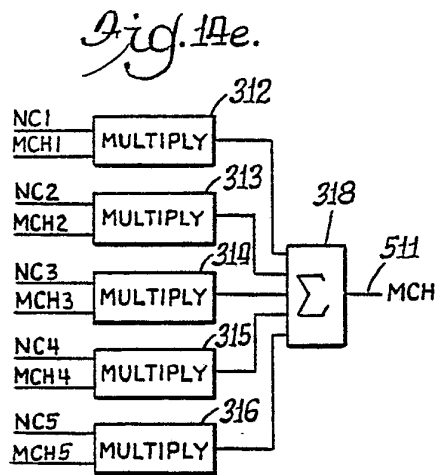 Fig. 14e.
312
NC1
MCH1
MULTIPLY
313
NC2
MCH2
MULTIPLY
318
314
NC3
MCH3
MULTIPLY
Σ
511
MCH
315
NC4
MCH4
MULTIPLY
316
NC5
MCH5
MULTIPLY